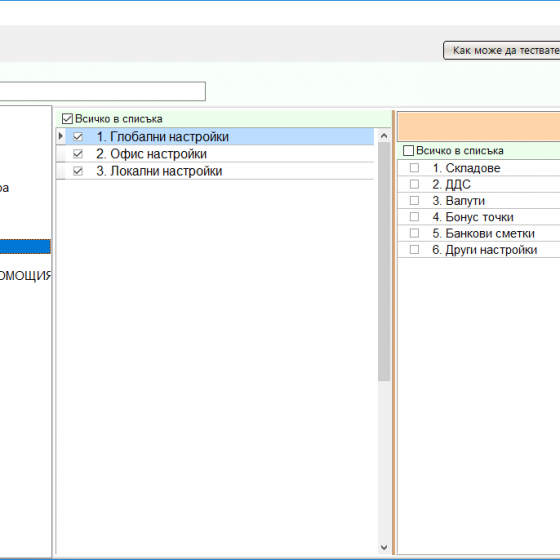 Как може да тествате
Всичко в списъка
1. Глобални настройки
2. Офис настройки
3. Локални настройки
ра
ОМОЩИЯ
Всичко в списъка
1. Складове
2. ДДС
3. Валути
4. Бонус точки
5. Банкови сметки
6. Други настройки